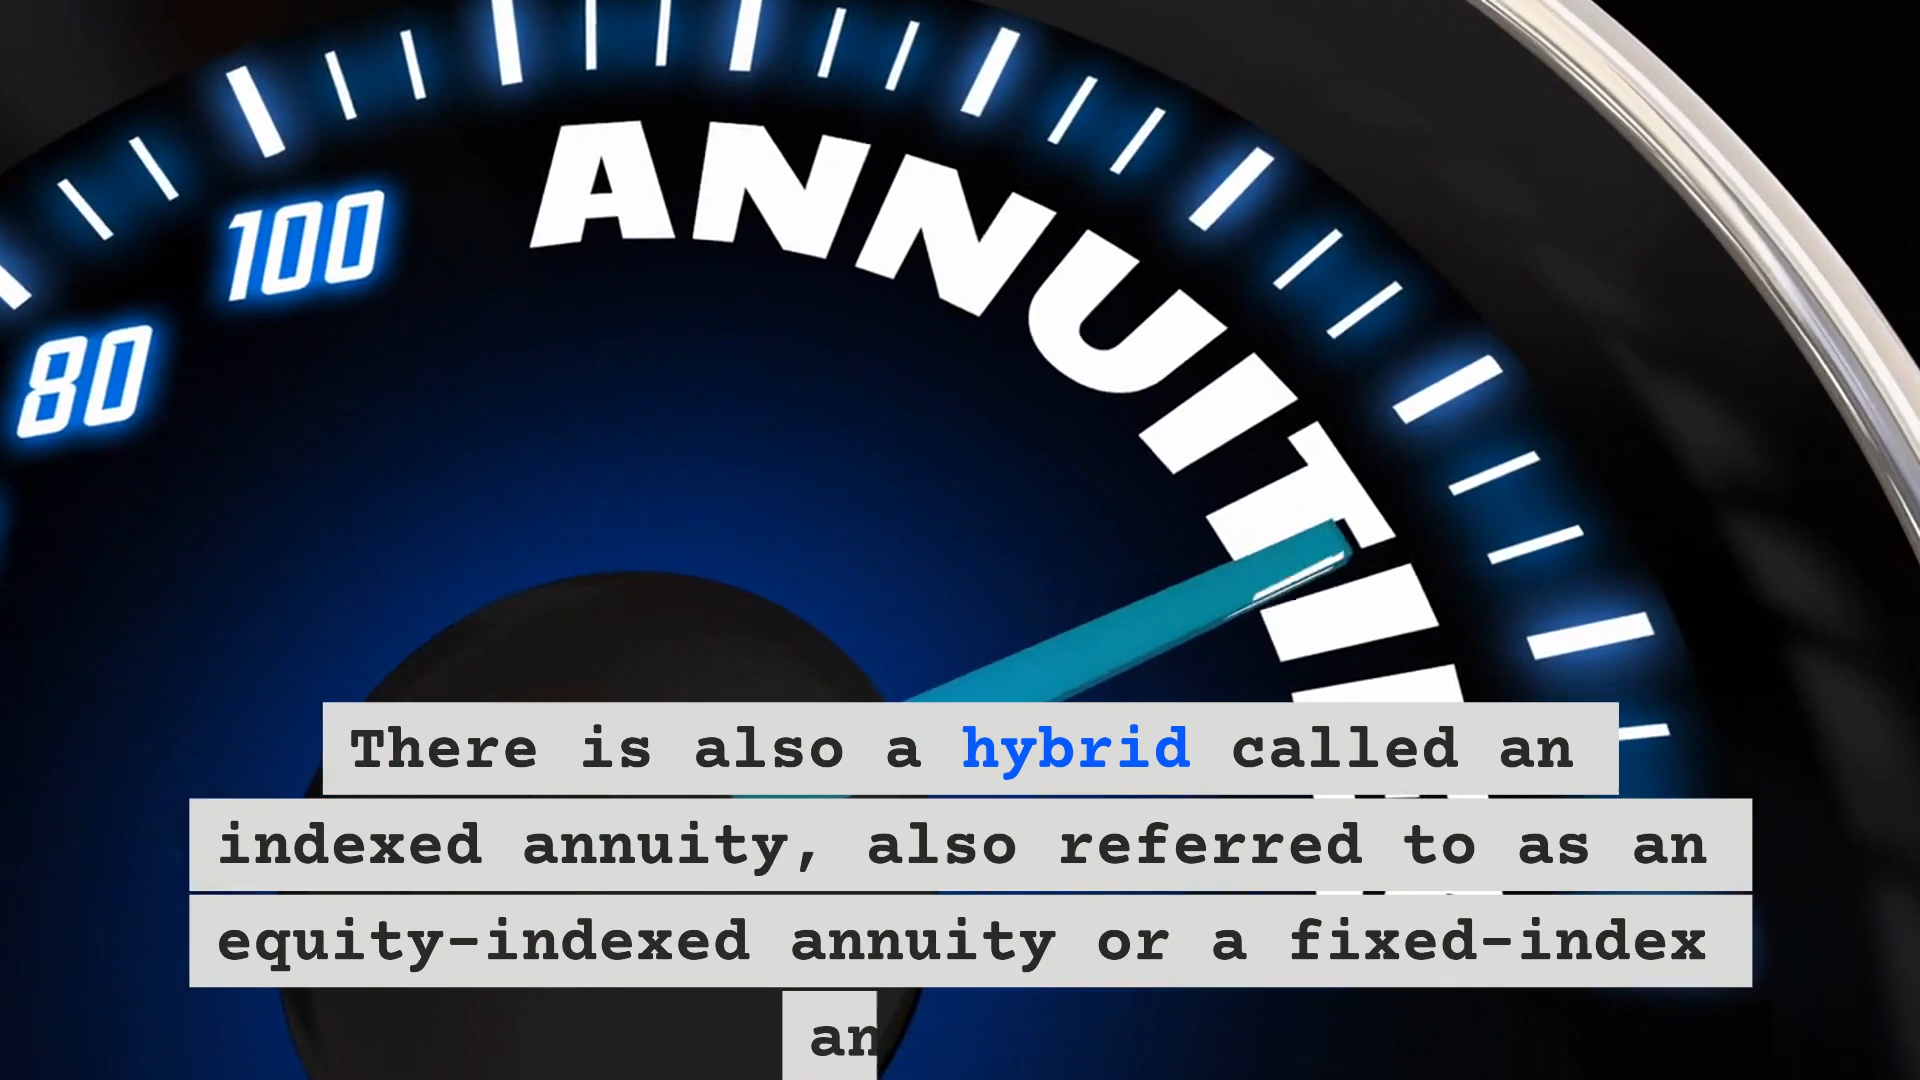 100
80
There is also a hybrid called an
indexed annuity, also referred to as an
equity-indexed annuity or a fixed-index
an